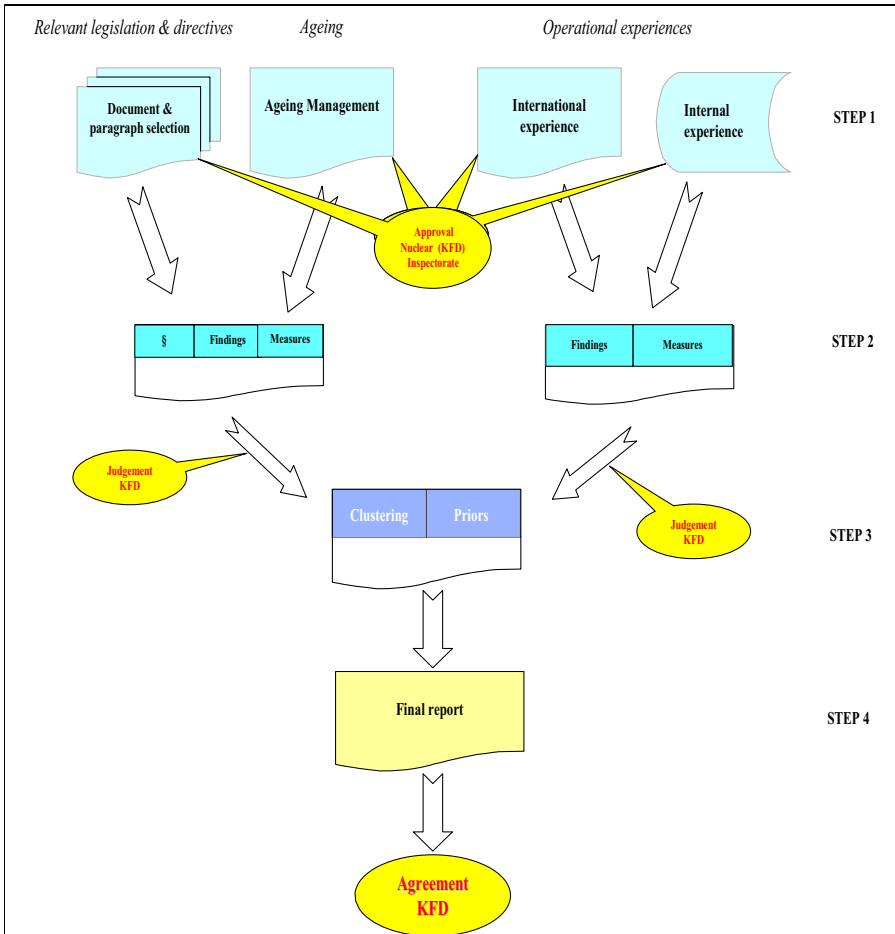 Relevant legislation & directives
Ageing
Operational experiences
Document &
paragraph selection
Ageing Management
International
experience
Internal
experience
STEP 1
Approval
Nuclear (KFD)
Inspectorate
§
Findings
Measures
Findings
Measures
STEP 2
Judgement
KFD
Clustering
Priors
Judgement
KFD
STEP 3
Final report
STEP 4
Agreement
KFD